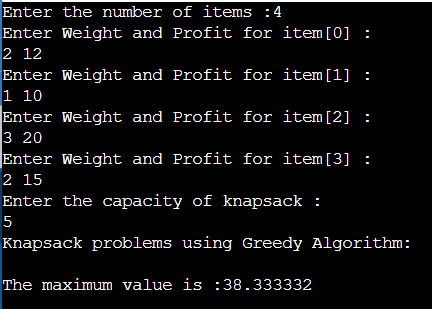 Enter the number of items :4
Enter Weight and Profit for item[0] :
2 12
Enter Weight and Profit for item[1] :
1 10
Enter Weight and Profit for item[2] :
3 20
Enter Weight and Profit for item[3] :
2 15
Enter the capacity of knapsack :
5
Knapsack problems using Greedy Algorithm:
The maximum value is :38.333332